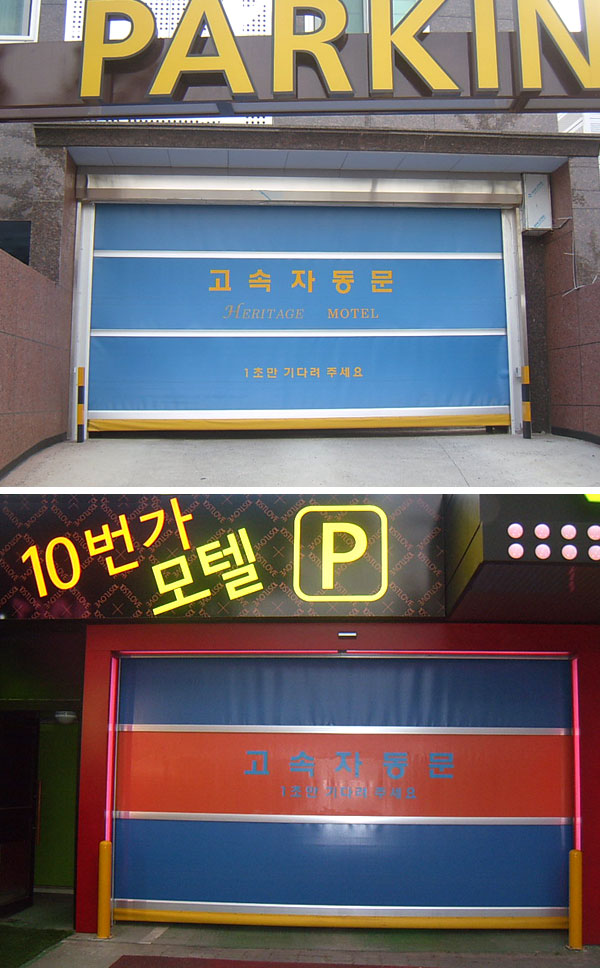 PARKIN
고속자동문
HERITAGE MOTEL
1초만 기다려 주세요
10번가
모텔
P
고속자동문
1초만 기다려 주세요